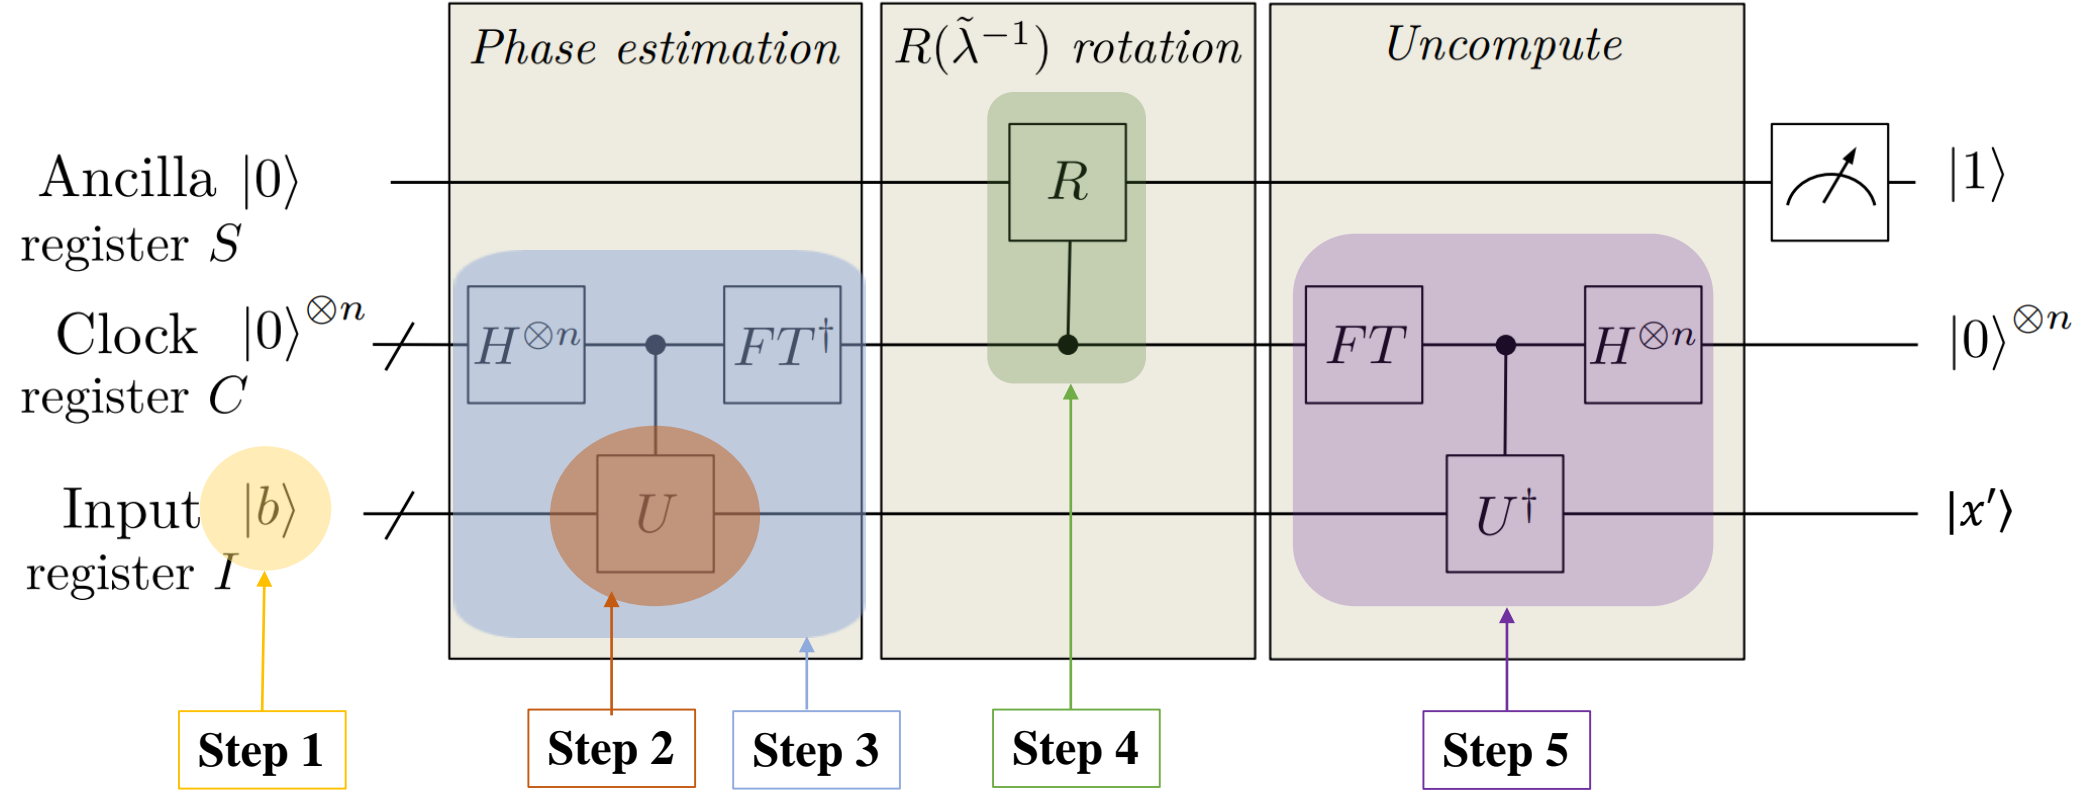 Phase estimation
R(λ̃⁻¹) rotation
Uncompute
Ancilla |0⟩
register S
R
|1⟩
Clock |0⟩⊗n
register C
H⊗n
FT†
FT
H⊗n
|0⟩⊗n
Input |b⟩
register I
U
U†
|x′⟩
Step 1
Step 2
Step 3
Step 4
Step 5